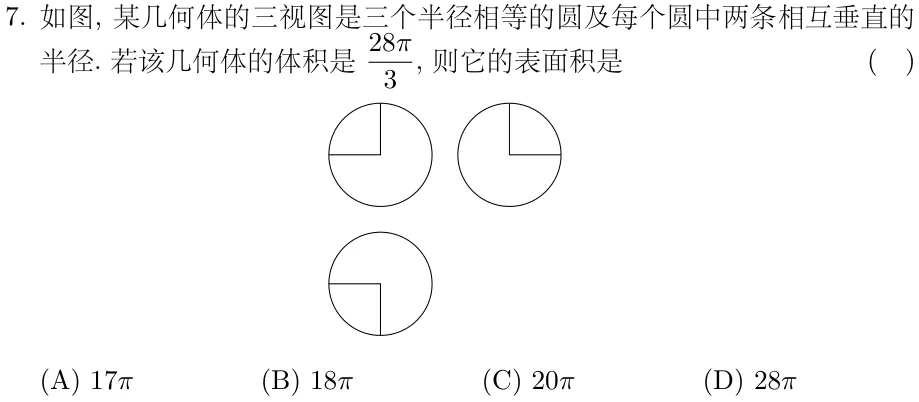 7. 如图, 某几何体的三视图是三个半径相等的圆及每个圆中两条相互垂直的
半径. 若该几何体的体积是 28π/3, 则它的表面积是 ( )
(A) 17π (B) 18π (C) 20π (D) 28π